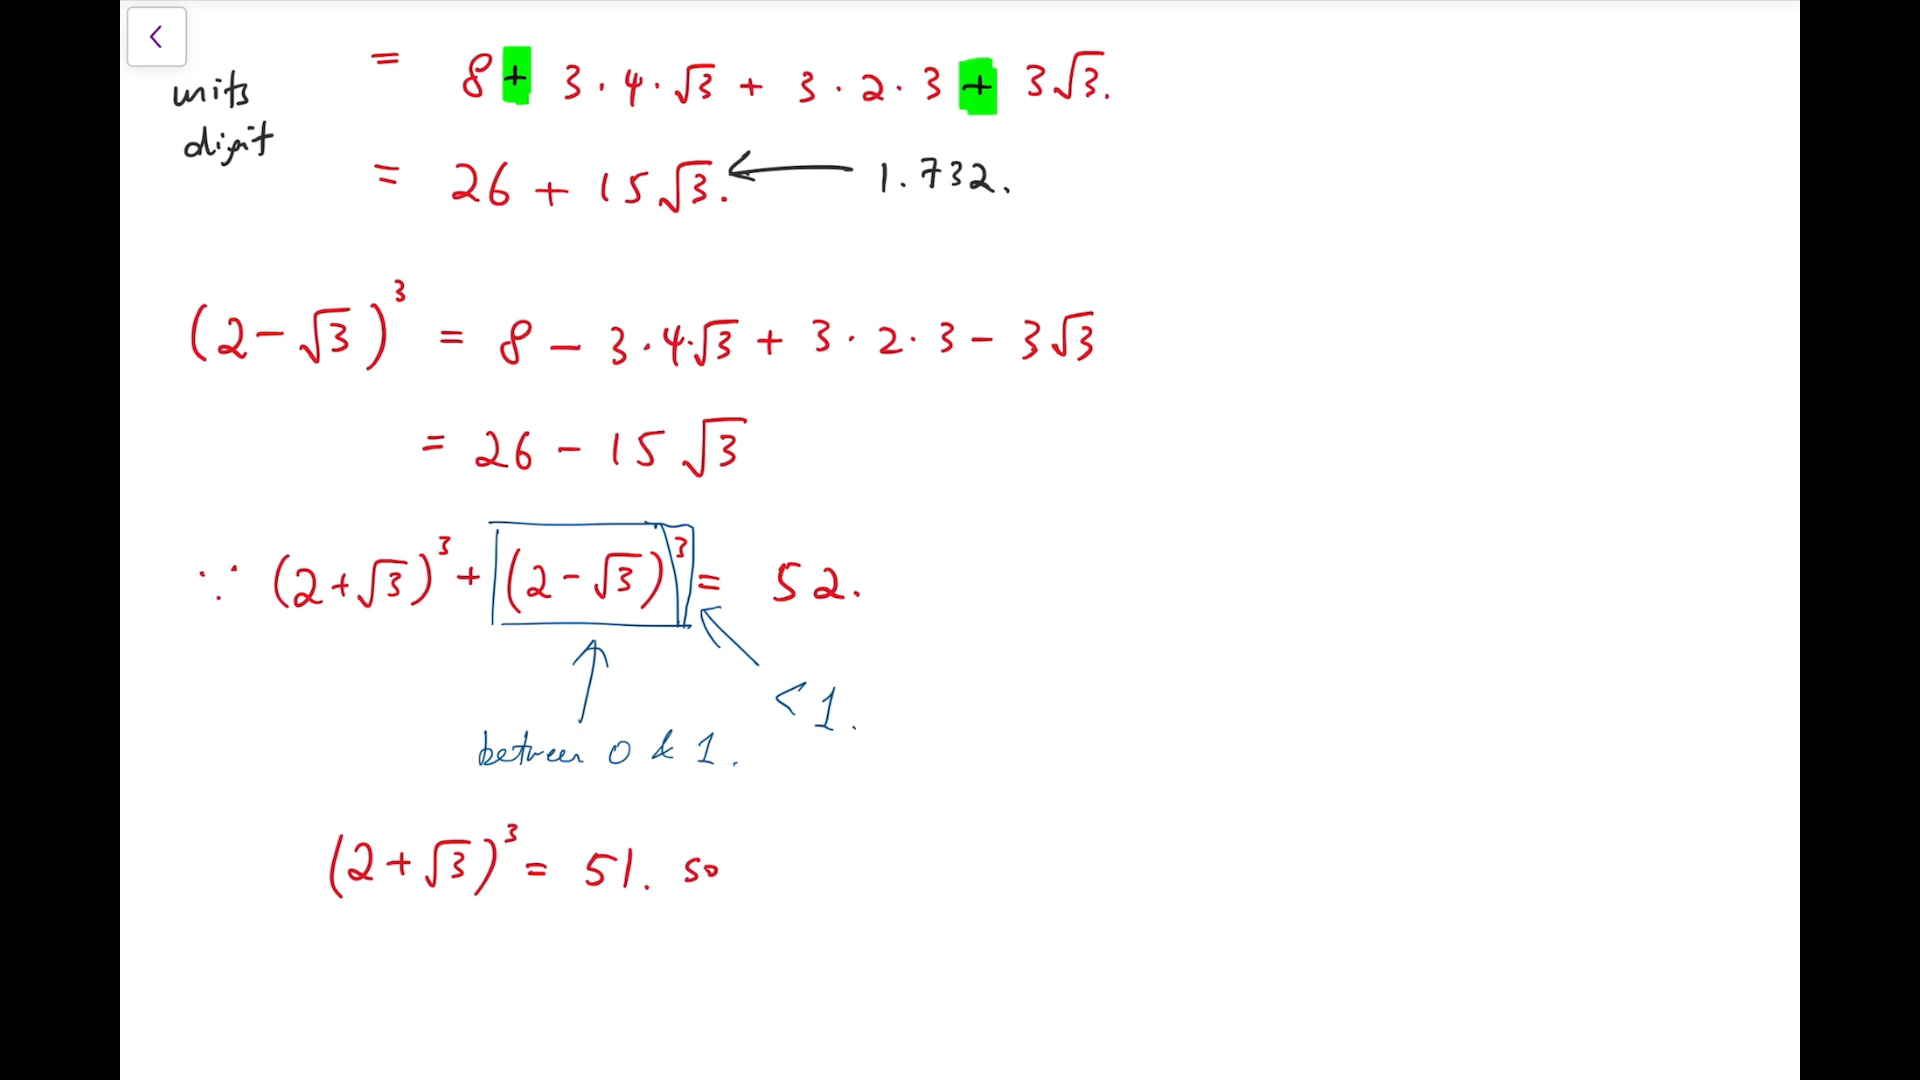 = 8 + 3 · 4 · √3 + 3 · 2 · 3 + 3√3.
units
digit
= 26 + 15√3. ← 1.732.
(2 - √3)³ = 8 - 3·4·√3 + 3 · 2 · 3 - 3√3
= 26 - 15√3
∵ (2+√3)³ + (2-√3)³ = 52.
< 1.
between 0 & 1.
(2+√3)³ = 51. so